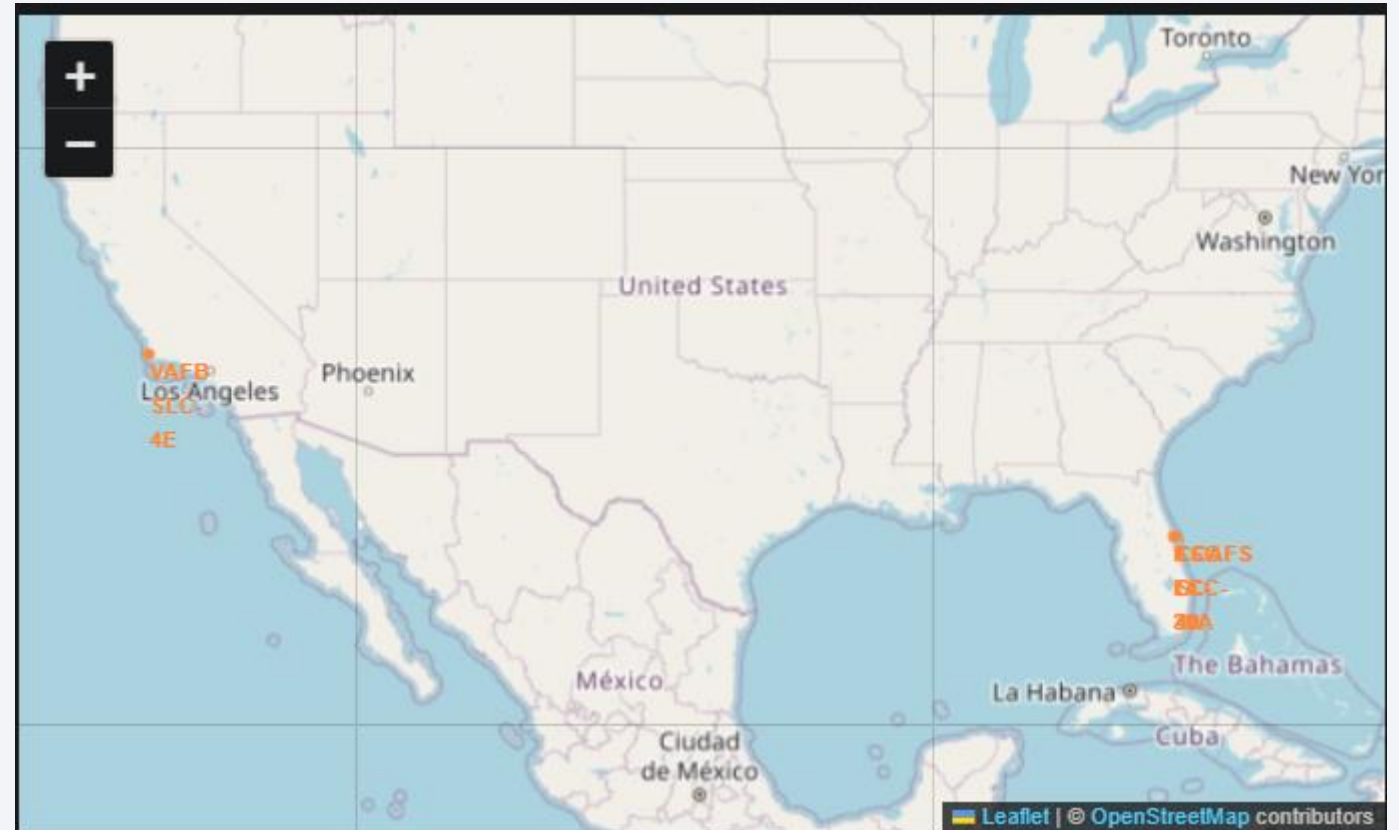 +
−
Toronto
New Yor
Washington
United States
Phoenix
VAFB
Los Angeles
SLC-
4E
The Bahamas
México
La Habana
Cuba
Ciudad
de México
Leaflet | © OpenStreetMap contributors